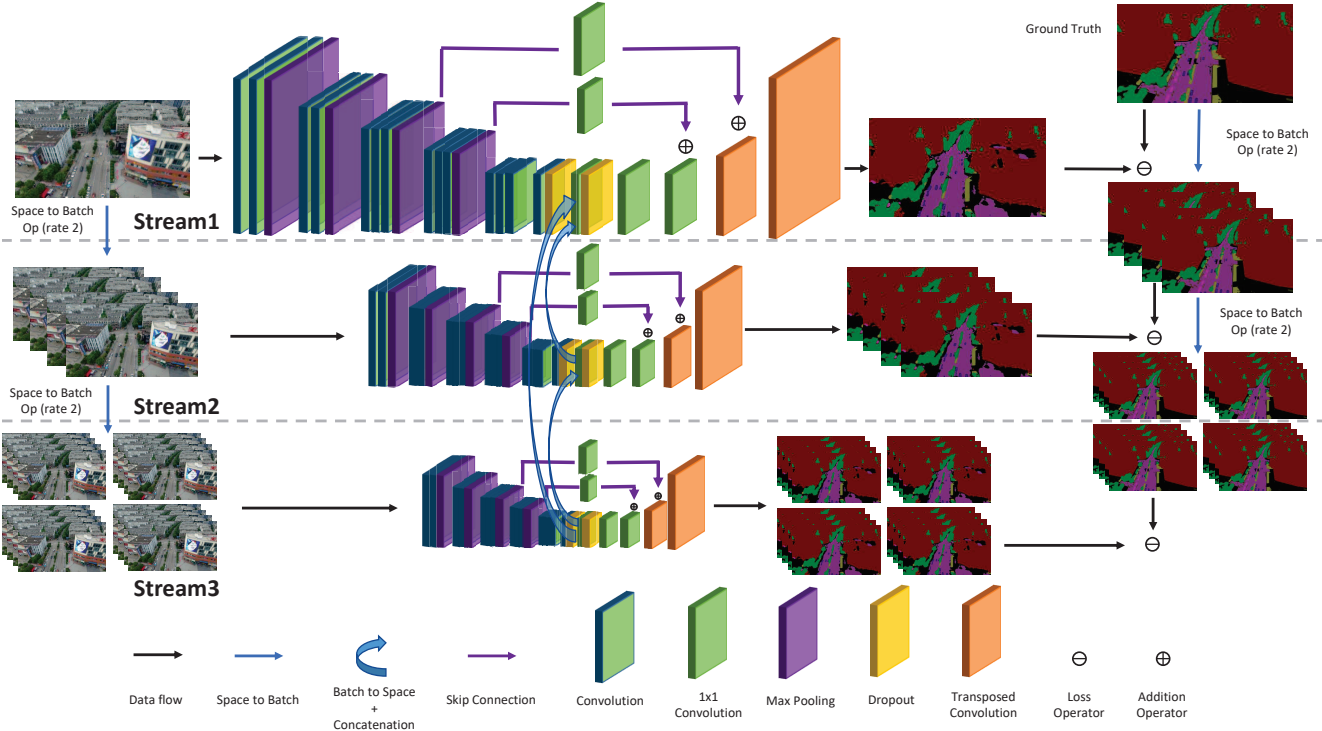 Ground Truth
Space to Batch
Op (rate 2)
Space to Batch
Op (rate 2)
Stream1
Space to Batch
Op (rate 2)
Space to Batch
Op (rate 2)
Stream2
Stream3
Data flow
Space to Batch
Batch to Space
+
Concatenation
Skip Connection
Convolution
1x1
Convolution
Max Pooling
Dropout
Transposed
Convolution
Loss
Operator
Addition
Operator